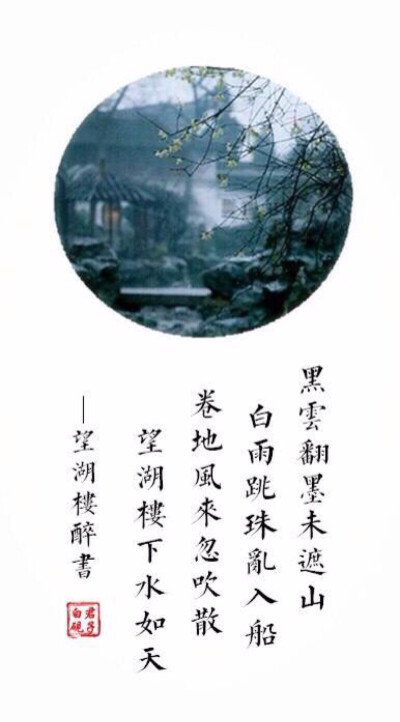 黑雲翻墨未遮山
白雨跳珠亂入船
卷地風來忽吹散
望湖樓下水如天
—望湖樓醉書
君子
白硯